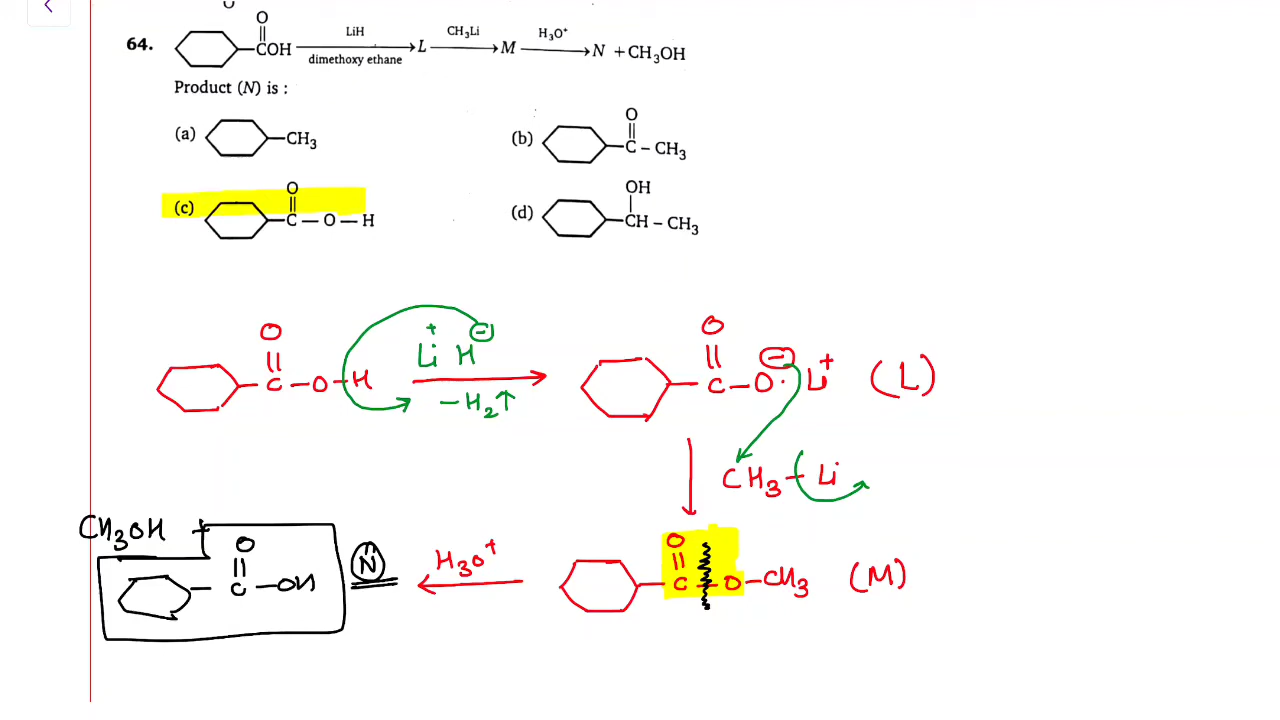 64. O
COH LiH dimethoxy ethane → L CH₃Li → M H₃O⁺ → N + CH₃OH
Product (N) is :
(a) CH₃
(b) O C – CH₃
(c) O C – O – H
(d) OH CH – CH₃
O C – O – H Li⁺ H⁻ – H₂↑ O C – O⁻ Li⁺ (L)
CH₃ – Li
CH₃OH + O C – OH (N) H₃O⁺ O C – O – CH₃ (M)